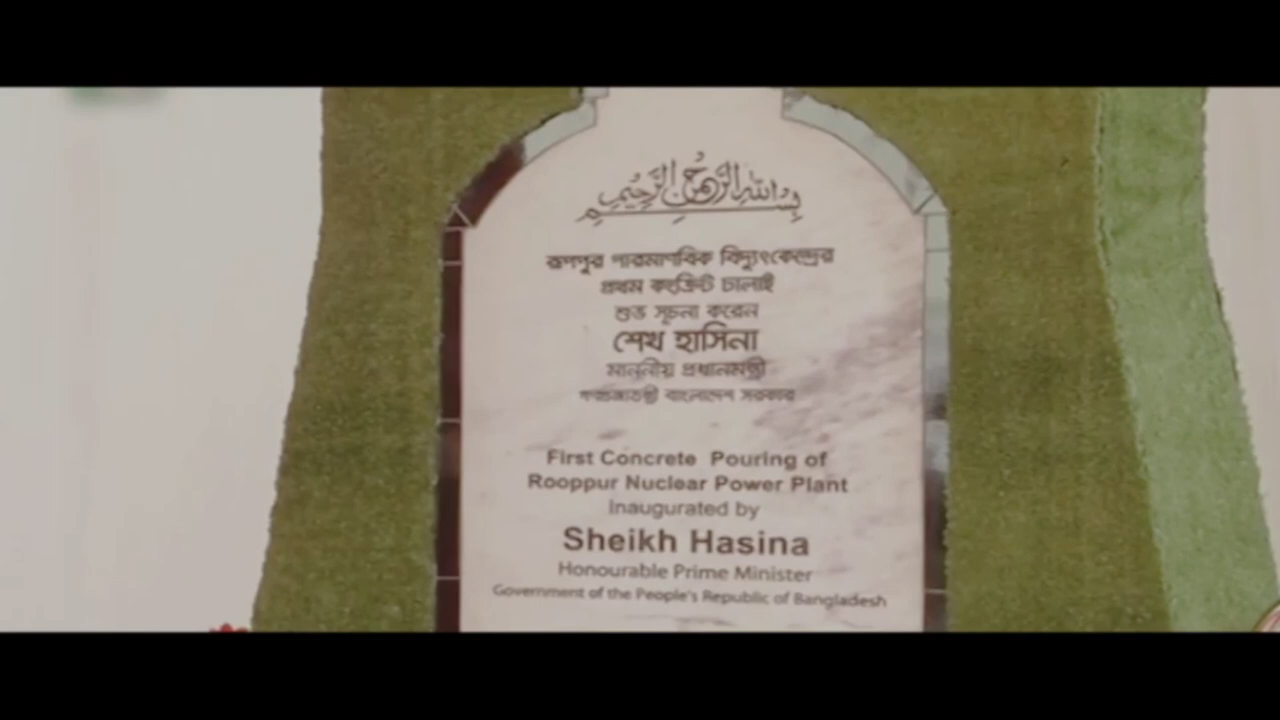 بسم الله الرحمن الرحيم
রূপপুর পারমাণবিক বিদ্যুৎকেন্দ্রের
প্রথম কংক্রিট ঢালাই
শুভ সূচনা করেন
শেখ হাসিনা
মাননীয় প্রধানমন্ত্রী
গণপ্রজাতন্ত্রী বাংলাদেশ সরকার
First Concrete Pouring of
Rooppur Nuclear Power Plant
Inaugurated by
Sheikh Hasina
Honourable Prime Minister
Government of the People's Republic of Bangladesh